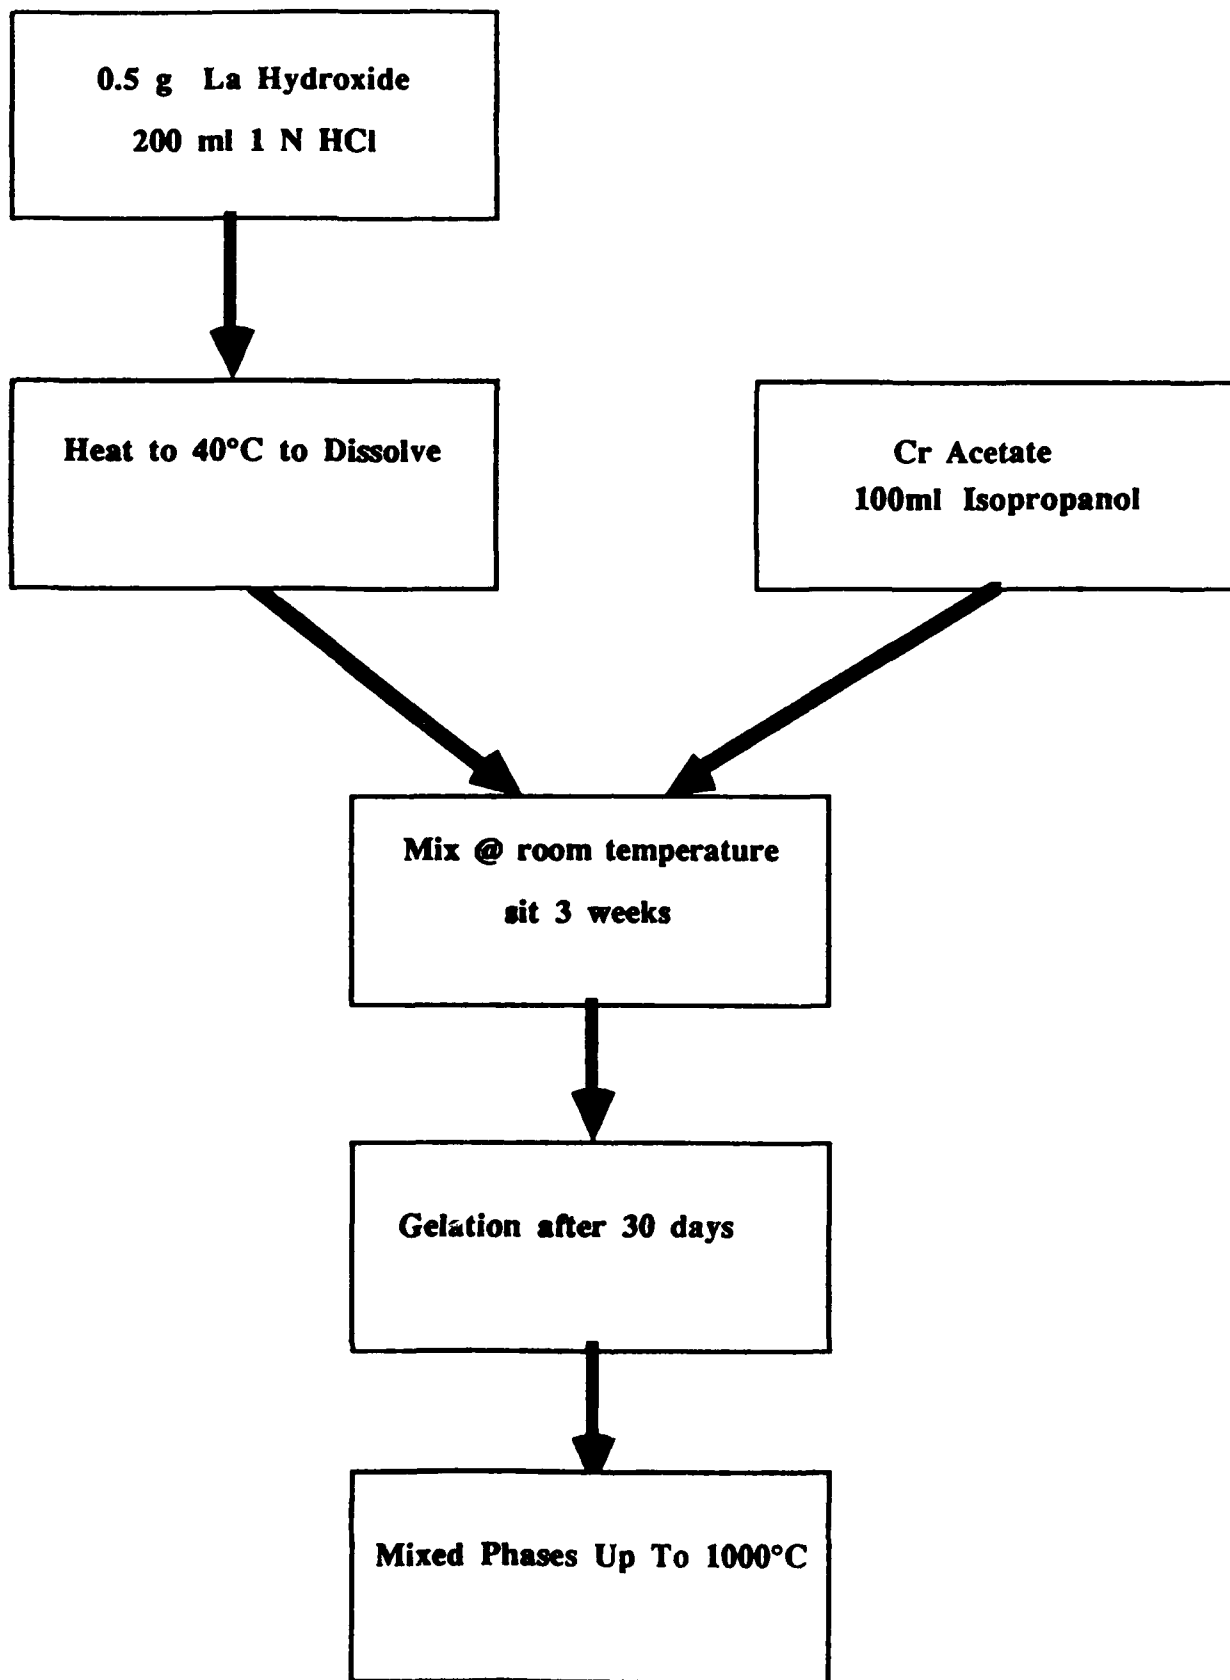 0.5 g La Hydroxide
200 ml 1 N HCl
Heat to 40°C to Dissolve
Cr Acetate
100ml Isopropanol
Mix @ room temperature
sit 3 weeks
Gelation after 30 days
Mixed Phases Up To 1000°C